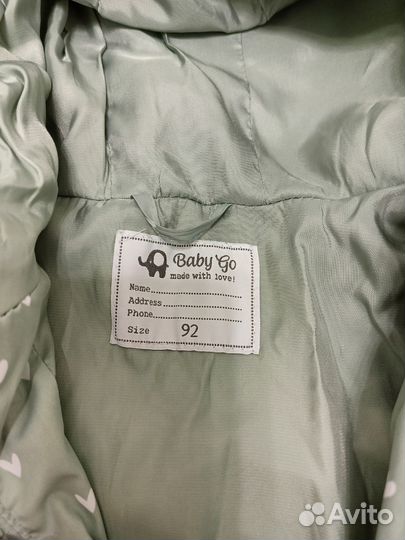 Baby Go
made with love!
Name
Address
Phone
Size 92
Avito